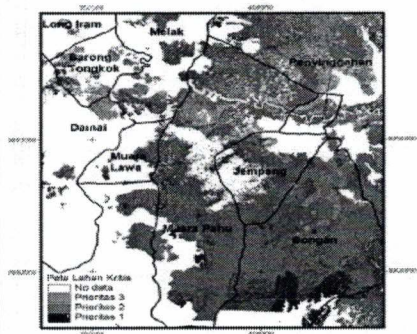 Long Iram
Melak
Barong
Tongkok
Penyinggahan
Damai
Muara
Lawa
Jempang
Muara Pahu
Bongan
Peta Lahan Kritis
No data
Prioritas 3
Prioritas 2
Prioritas 1